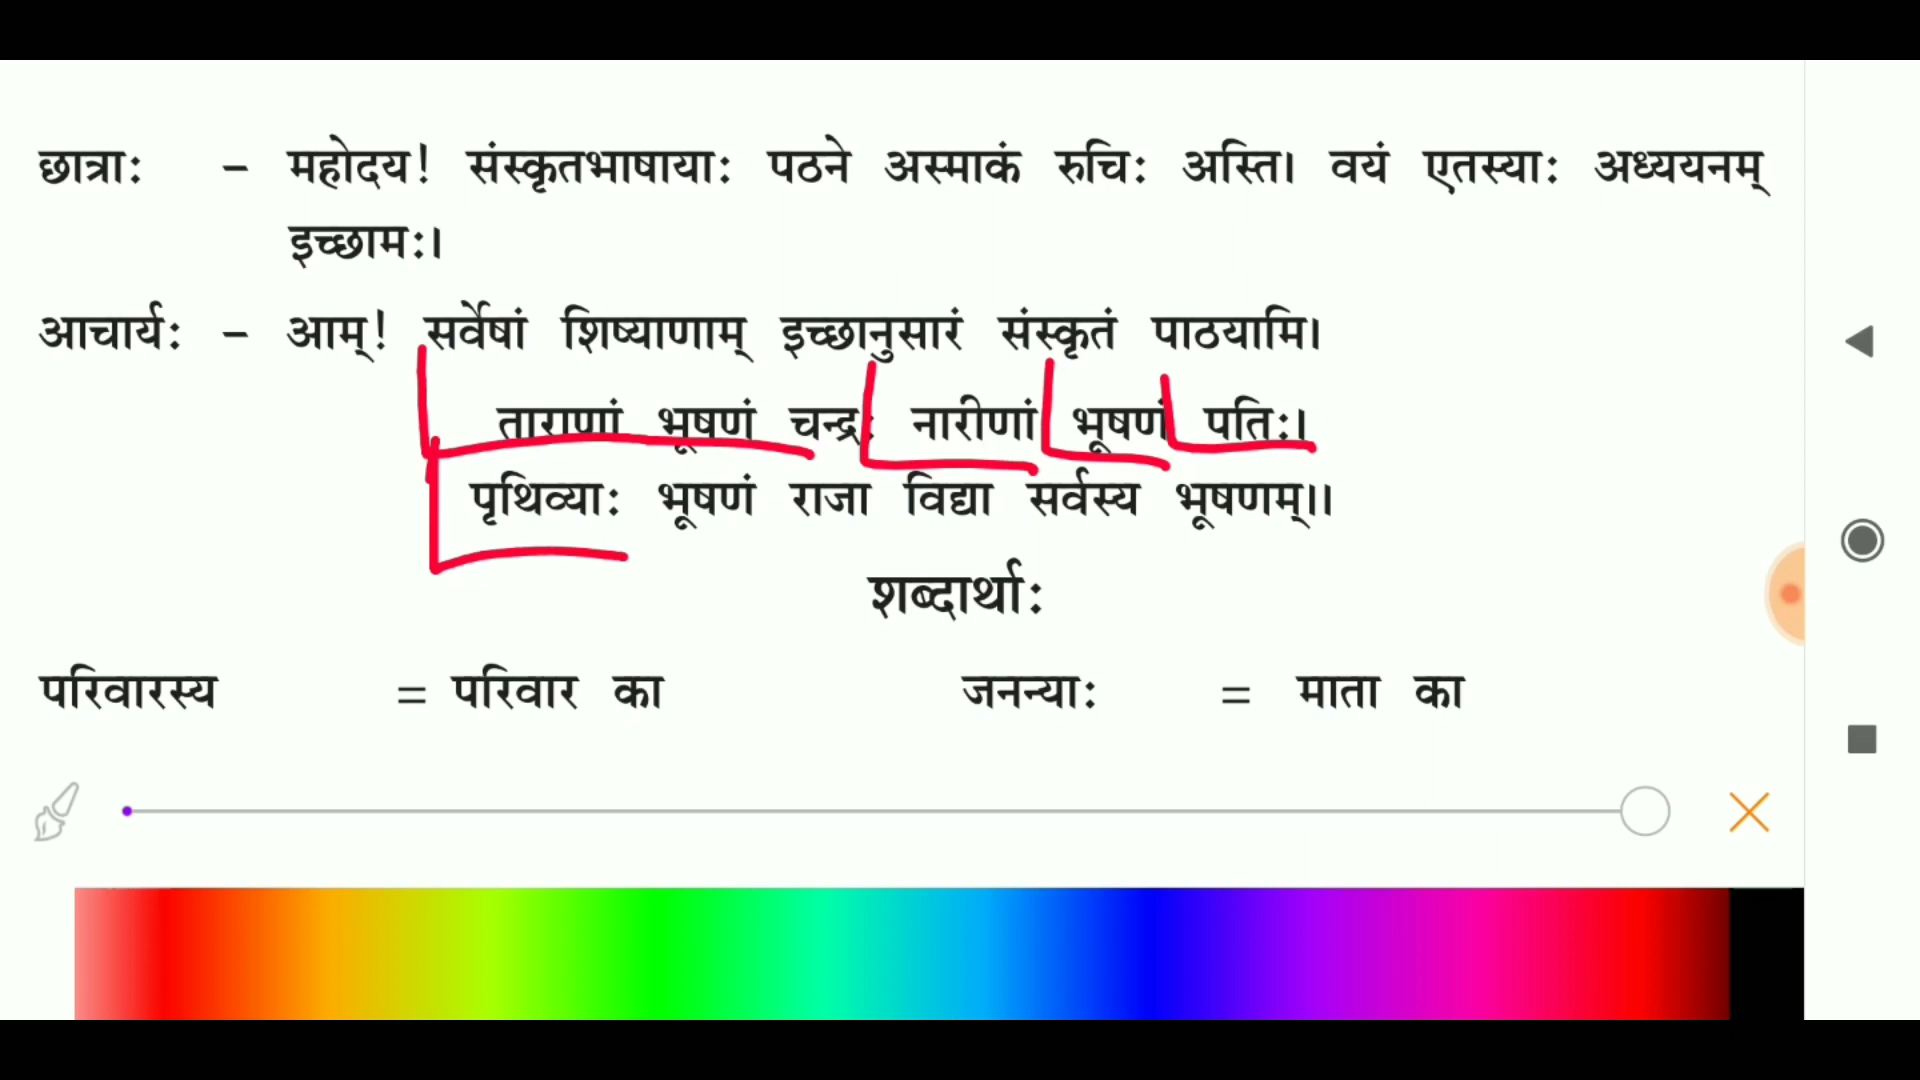 छात्राः – महोदय! संस्कृतभाषायाः पठने अस्माकं रुचिः अस्ति। वयं एतस्याः अध्ययनम्
इच्छामः।
आचार्यः – आम्! सर्वेषां शिष्याणाम् इच्छानुसारं संस्कृतं पाठयामि।
ताराणां भूषणं चन्द्रः नारीणां भूषणं पतिः।
पृथिव्याः भूषणं राजा विद्या सर्वस्य भूषणम्।।
शब्दार्थाः
परिवारस्य = परिवार का जनन्याः = माता का